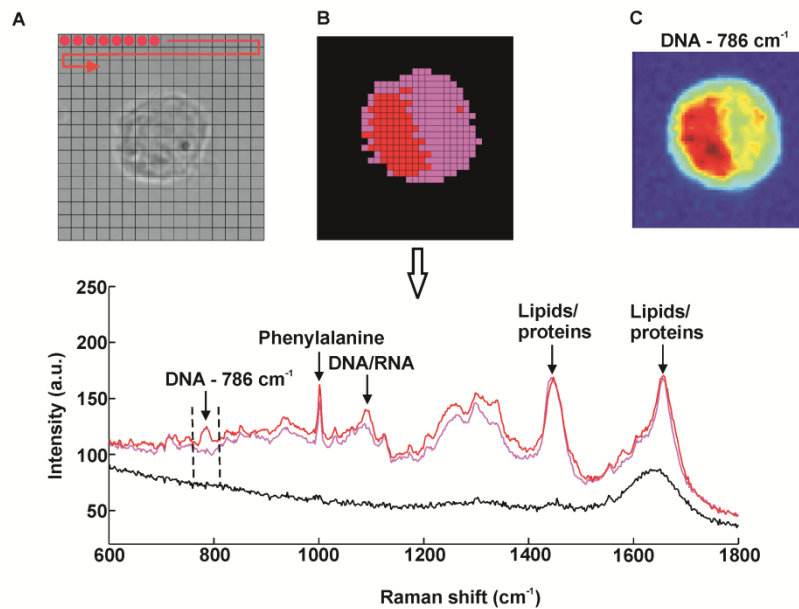 A
B
C
DNA - 786 cm⁻¹
250
200
150
100
50
Intensity (a.u.)
DNA - 786 cm⁻¹
Phenylalanine
DNA/RNA
Lipids/
proteins
Lipids/
proteins
600
800
1000
1200
1400
1600
1800
Raman shift (cm⁻¹)